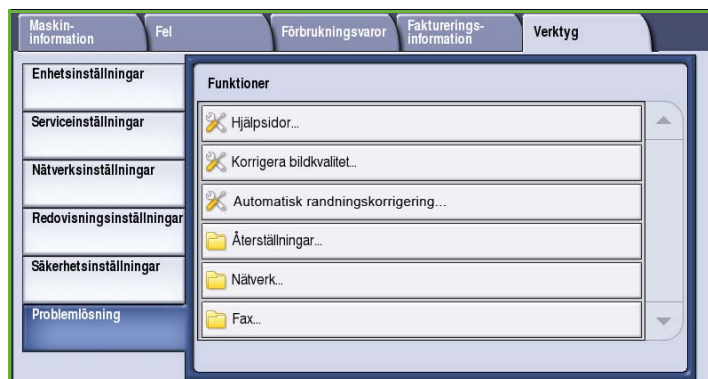 Maskin-
information
Fel
Förbrukningsvaror
Fakturerings-
information
Verktyg
Enhetsinställningar
Serviceinställningar
Nätverksinställningar
Redovisningsinställningar
Säkerhetsinställningar
Problemlösning
Funktioner
Hjälpsidor...
Korrigera bildkvalitet...
Automatisk randningskorrigering...
Återställningar...
Nätverk...
Fax...